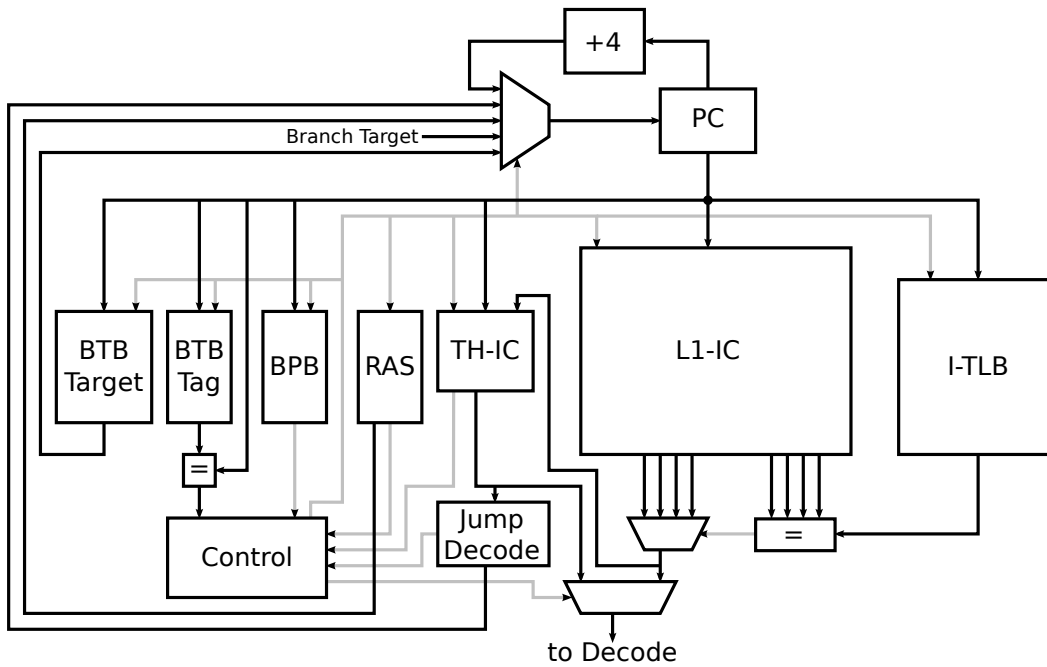 +4
PC
Branch Target
BTB
Target
BTB
Tag
BPB
RAS
TH-IC
L1-IC
I-TLB
=
Control
Jump
Decode
=
to Decode